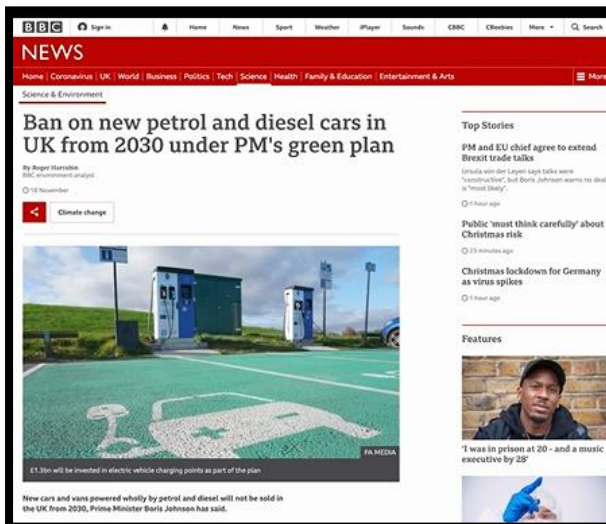 BBC Sign in Home News Sport Weather iPlayer Sounds CBBC CBeebies More Search
NEWS
Home Coronavirus UK World Business Politics Tech Science Health Family & Education Entertainment & Arts More
Science & Environment
Ban on new petrol and diesel cars in
UK from 2030 under PM's green plan
By Roger Harrabin
BBC environment analyst
18 November
Climate change
PA MEDIA
£1.3bn will be invested in electric vehicle charging points as part of the plan
New cars and vans powered wholly by petrol and diesel will not be sold in
the UK from 2030, Prime Minister Boris Johnson has said.
Top Stories
PM and EU chief agree to extend
Brexit trade talks
Ursula von der Leyen says talks were
"constructive", but Boris Johnson warns no deal
is "most likely".
1 hour ago
Public 'must think carefully' about
Christmas risk
23 minutes ago
Christmas lockdown for Germany
as virus spikes
1 hour ago
Features
'I was in prison at 20 - and a music
executive by 28'